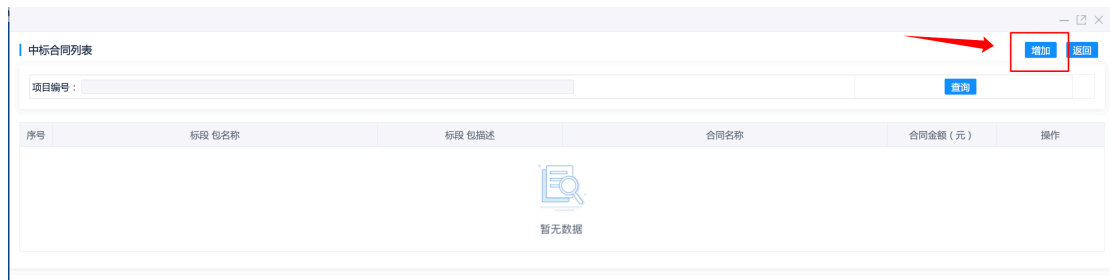 中标合同列表 增加 返回
项目编号： 查询
序号 标段 包名称 标段 包描述 合同名称 合同金额（元） 操作
暂无数据